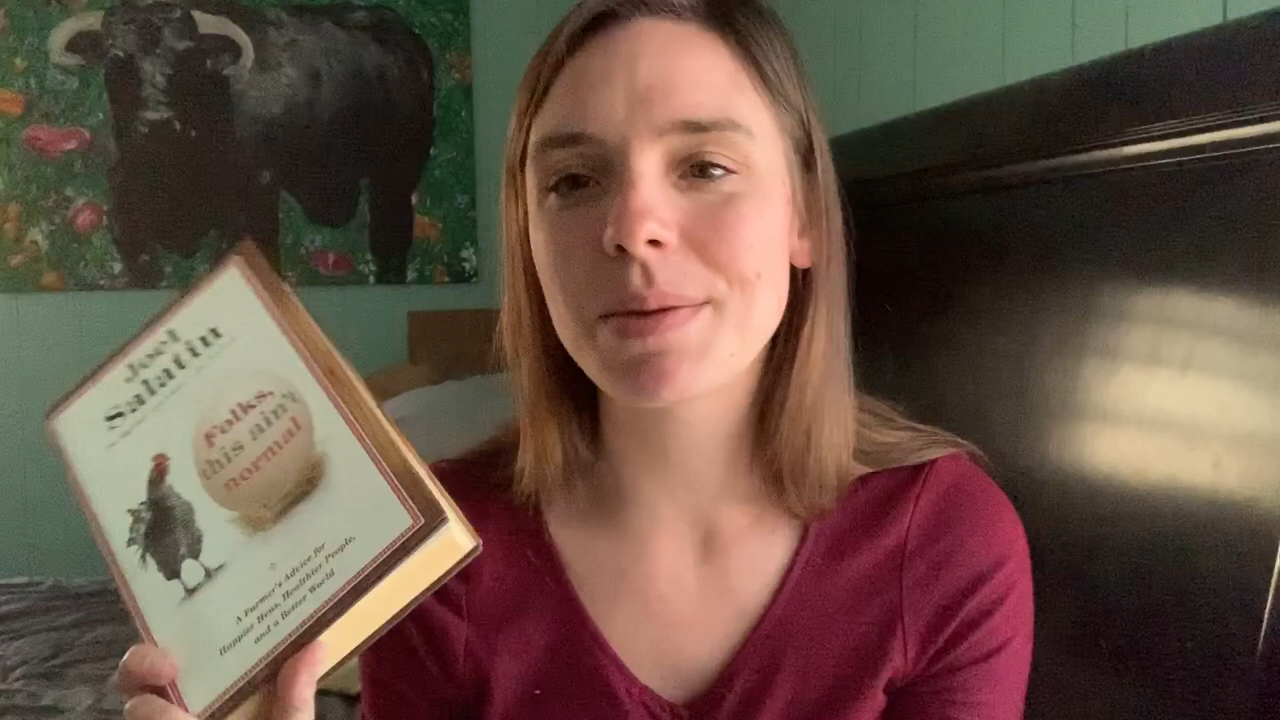 Joel
Salatin
Folks,
this ain't
normal
A Farmer's Advice for
Happier Hens, Healthier People,
and a Better World